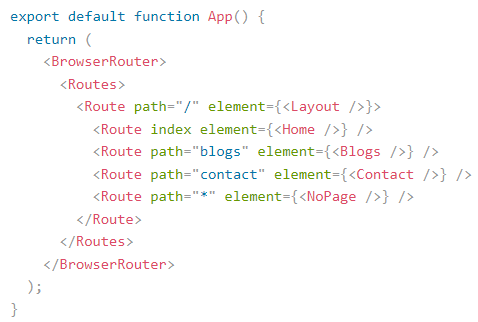 export default function App() {
  return (
    <BrowserRouter>
      <Routes>
        <Route path="/" element={<Layout />}>
          <Route index element={<Home />} />
          <Route path="blogs" element={<Blogs />} />
          <Route path="contact" element={<Contact />} />
          <Route path="*" element={<NoPage />} />
        </Route>
      </Routes>
    </BrowserRouter>
  );
}